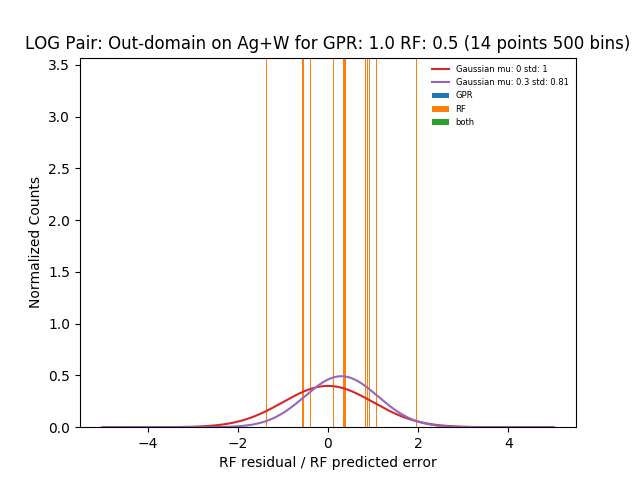 LOG Pair: Out-domain on Ag+W for GPR: 1.0 RF: 0.5 (14 points 500 bins)
3.5
3.0
2.5
2.0
1.5
1.0
0.5
0.0
Normalized Counts
Gaussian mu: 0 std: 1
Gaussian mu: 0.3 std: 0.81
GPR
RF
both
−4
−2
0
2
4
RF residual / RF predicted error